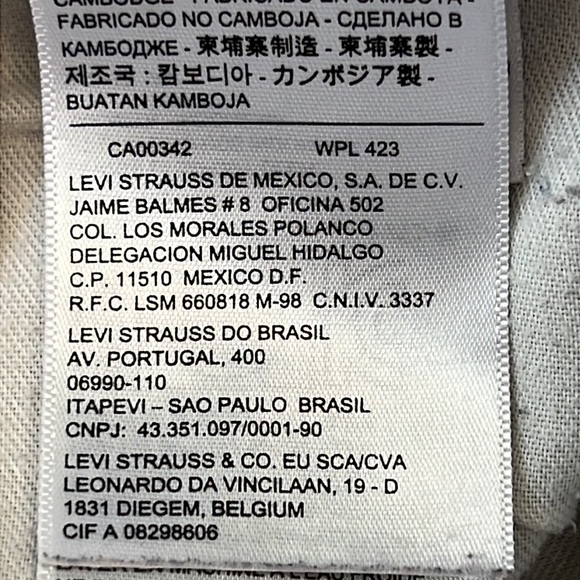 CAMBODGE - FABRICADO EN CAMBOYA -
FABRICADO NO CAMBOJA - СДЕЛАНО В
КАМБОДЖЕ - 柬埔寨制造 - 柬埔寨製 -
제조국 : 캄보디아 - カンボジア製 -
BUATAN KAMBOJA
CA00342 WPL 423
LEVI STRAUSS DE MEXICO, S.A. DE C.V.
JAIME BALMES # 8 OFICINA 502
COL. LOS MORALES POLANCO
DELEGACION MIGUEL HIDALGO
C.P. 11510 MEXICO D.F.
R.F.C. LSM 660818 M-98 C.N.I.V. 3337
LEVI STRAUSS DO BRASIL
AV. PORTUGAL, 400
06990-110
ITAPEVI – SAO PAULO BRASIL
CNPJ: 43.351.097/0001-90
LEVI STRAUSS & CO. EU SCA/CVA
LEONARDO DA VINCILAAN, 19 - D
1831 DIEGEM, BELGIUM
CIF A 08298606